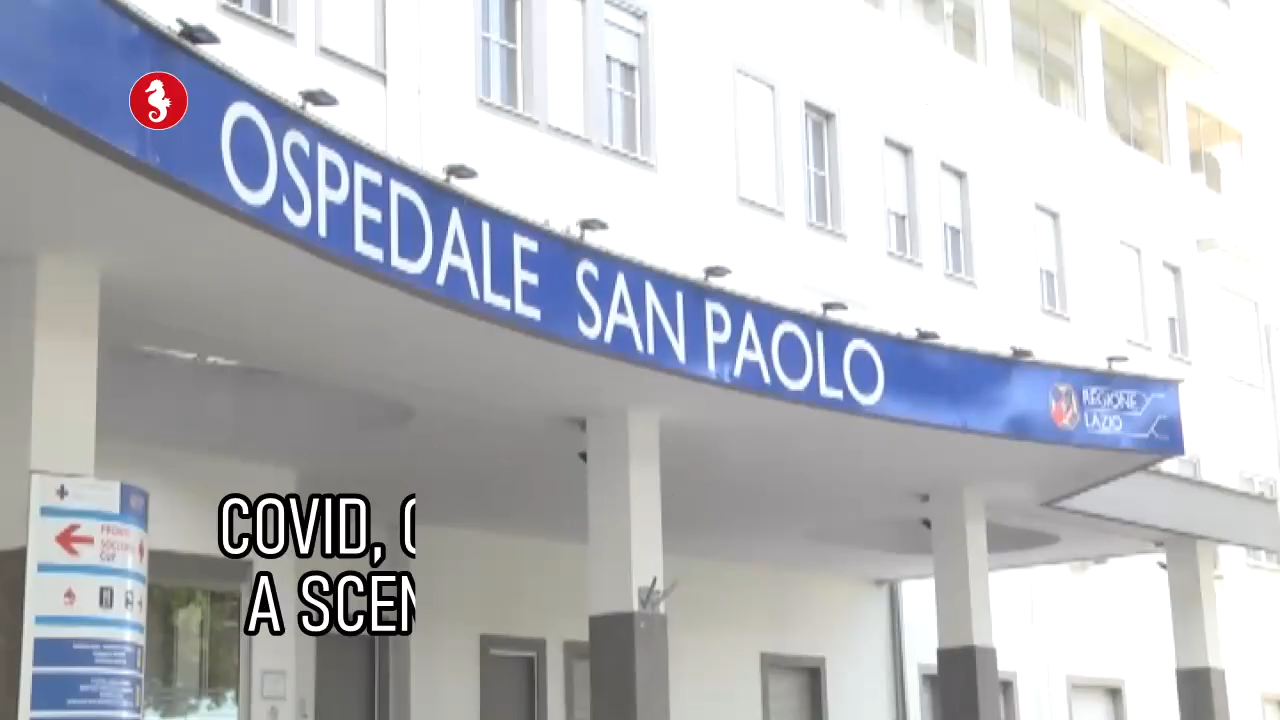 OSPEDALE SAN PAOLO
REGIONE
LAZIO
PRONTO
SOCCORSO
CUP
COVID,
A SCEN